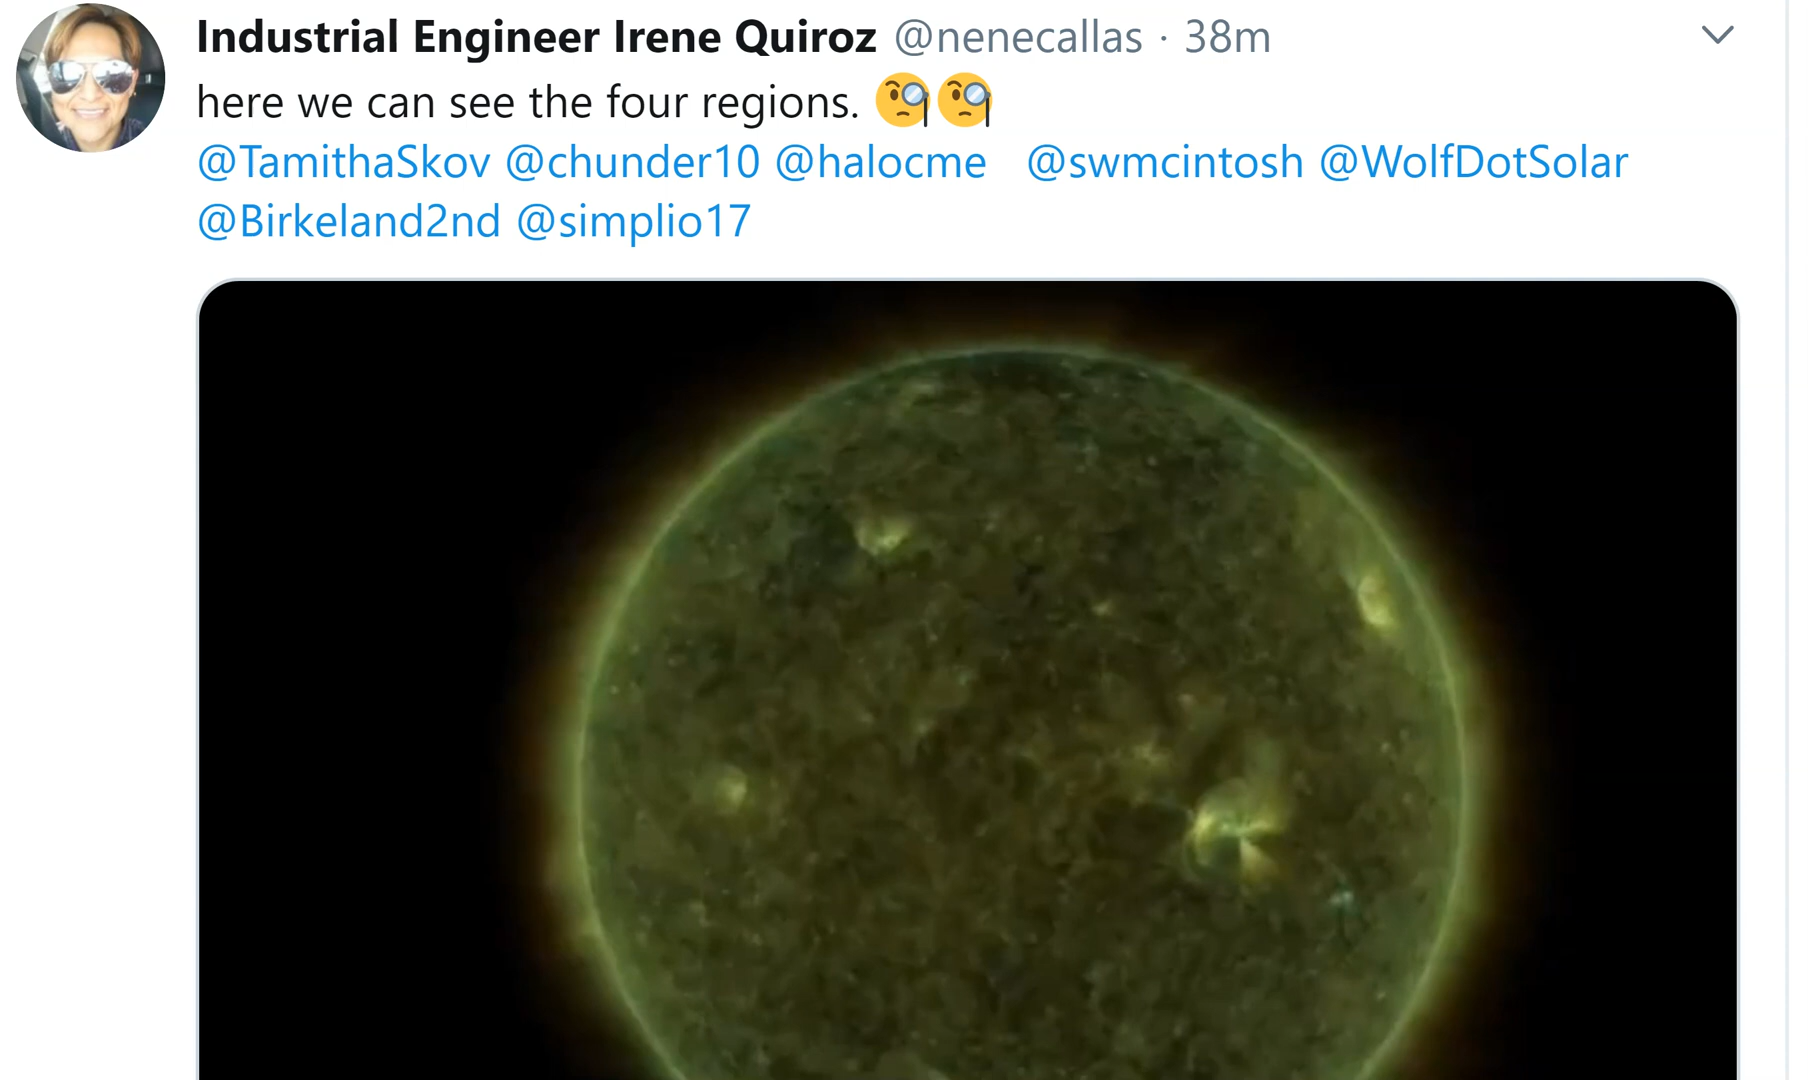 Industrial Engineer Irene Quiroz @nenecallas · 38m
here we can see the four regions. 🧐🧐
@TamithaSkov @chunder10 @halocme @swmcintosh @WolfDotSolar
@Birkeland2nd @simplio17